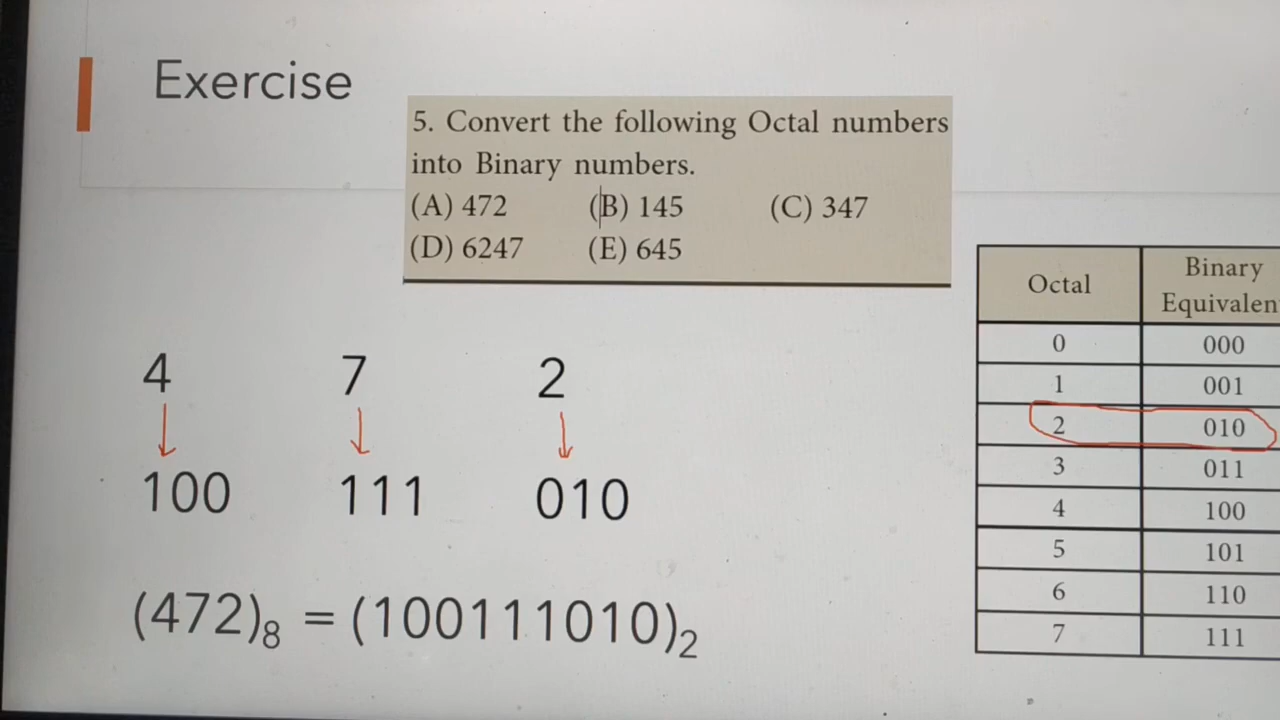 Exercise
5. Convert the following Octal numbers
into Binary numbers.
(A) 472 (B) 145 (C) 347
(D) 6247 (E) 645
Octal Binary
Equivalen
0 000
1 001
2 010
3 011
4 100
5 101
6 110
7 111
4 7 2
100 111 010
(472)8 = (100111010)2